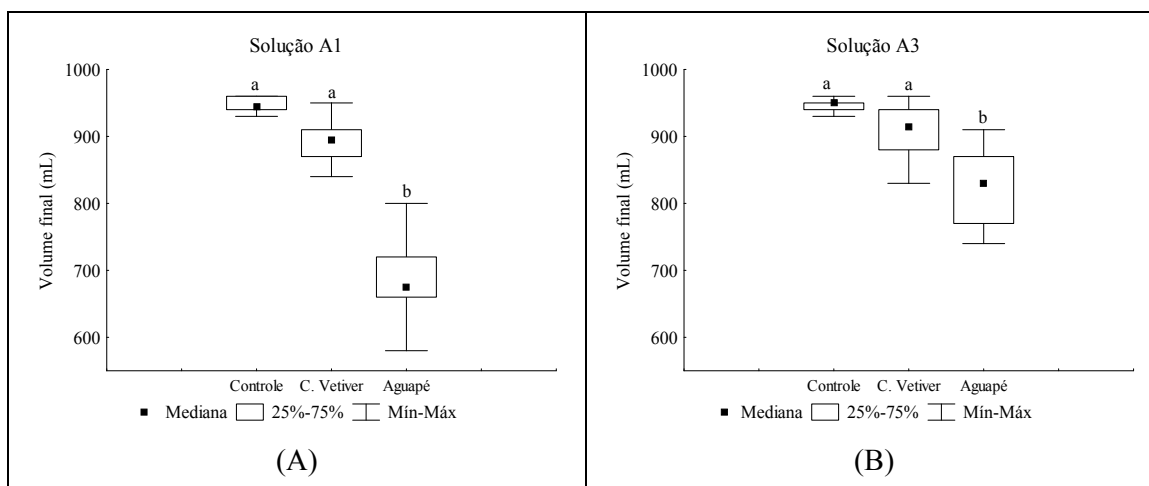 Solução A1
1000
900
800
700
600
Volume final (mL)
a
a
b
Controle C. Vetiver Aguapé
Mediana 25%-75% Mín-Máx
(A)
Solução A3
1000
900
800
700
600
Volume final (mL)
a
a
b
Controle C. Vetiver Aguapé
Mediana 25%-75% Mín-Máx
(B)